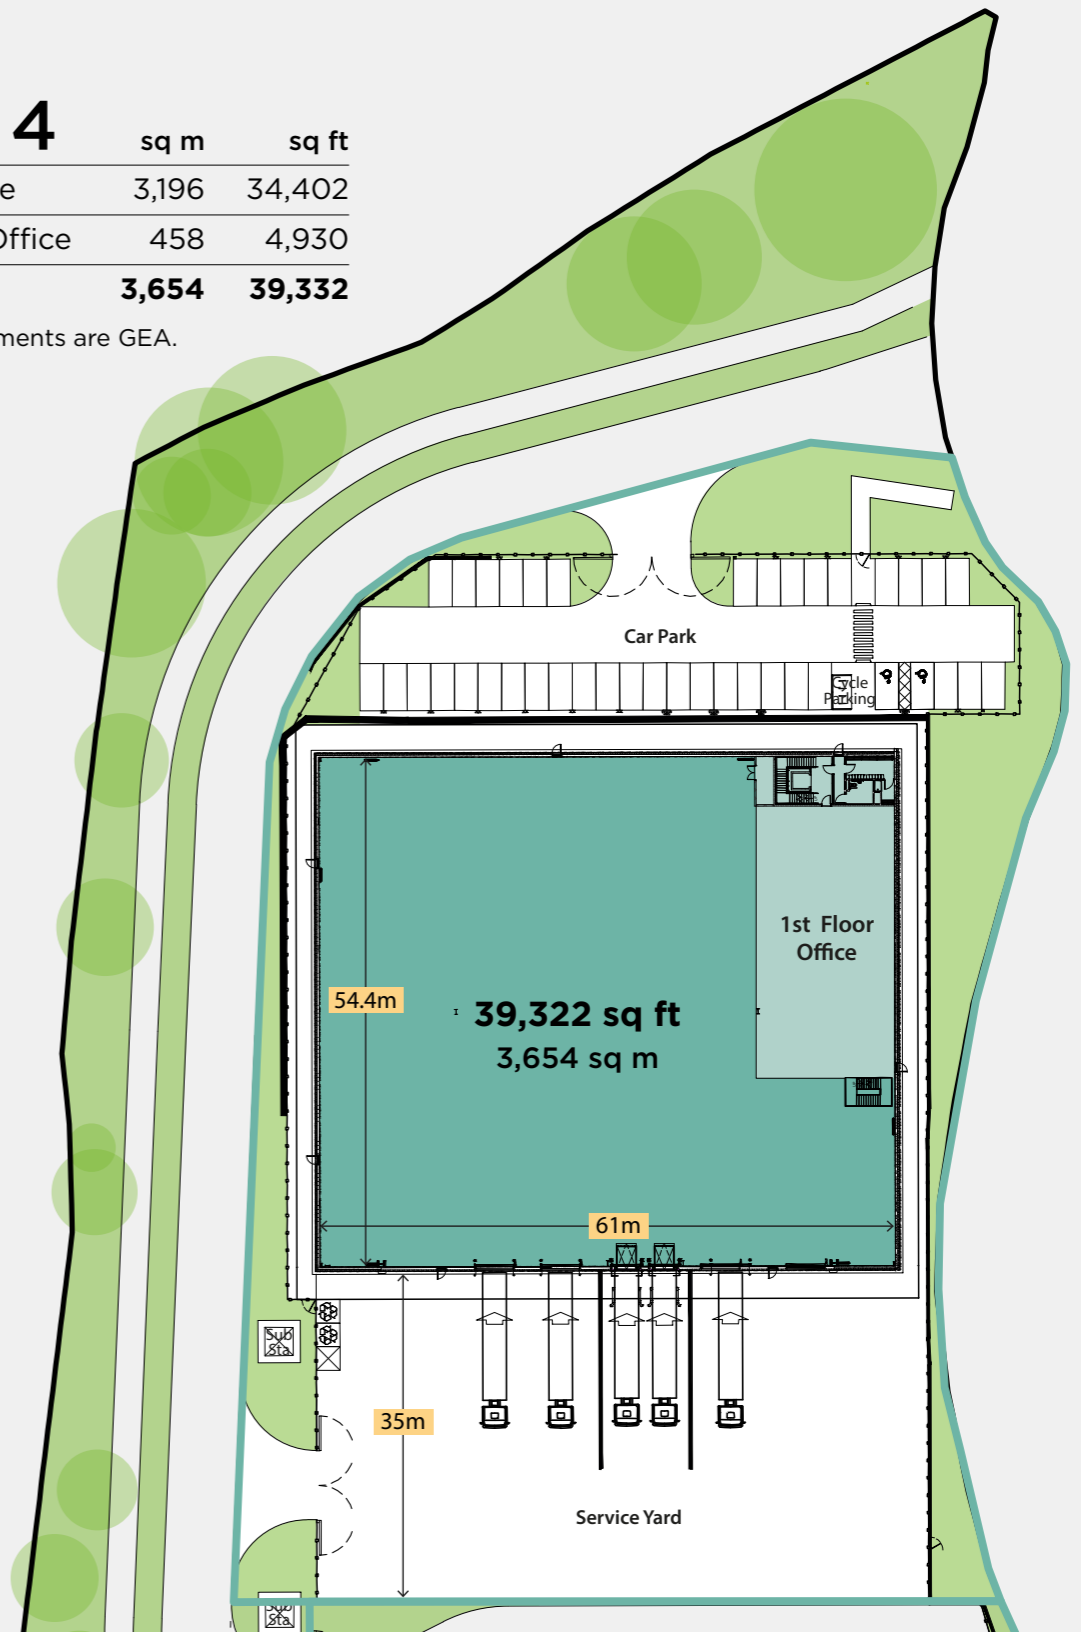 4 sq m sq ft
e 3,196 34,402
Office 458 4,930
3,654 39,332
ments are GEA.
Car Park
Cycle
Parking
1st Floor
Office
54.4m
39,322 sq ft
3,654 sq m
61m
Sub
Sta
35m
Service Yard
Sub
Sta